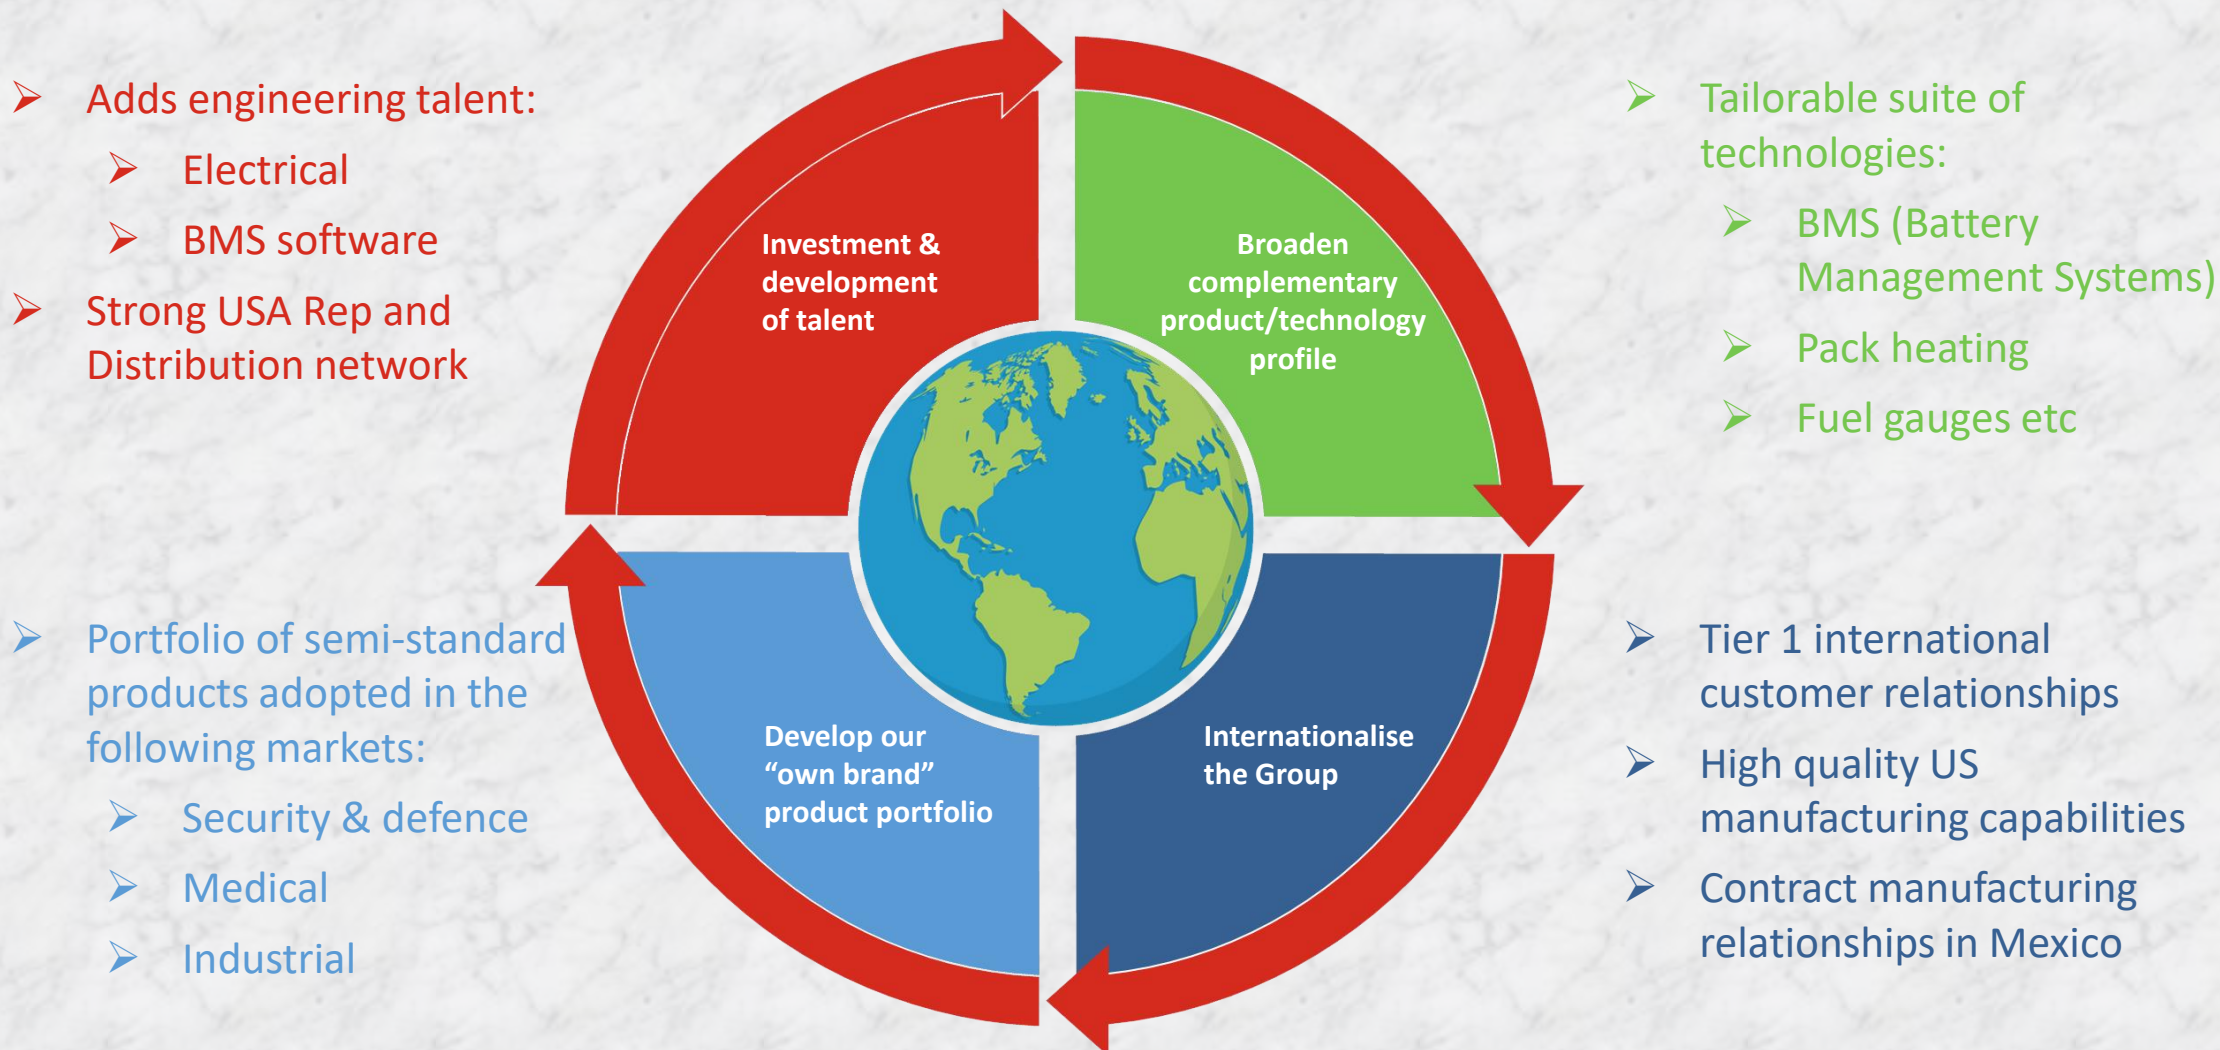 ➢ Adds engineering talent:
➢ Electrical
➢ BMS software
➢ Strong USA Rep and
Distribution network
Investment &
development
of talent
Broaden
complementary
product/technology
profile
➢ Tailorable suite of
technologies:
➢ BMS (Battery
Management Systems)
➢ Pack heating
➢ Fuel gauges etc
➢ Portfolio of semi-standard
products adopted in the
following markets:
➢ Security & defence
➢ Medical
➢ Industrial
Develop our
“own brand”
product portfolio
Internationalise
the Group
➢ Tier 1 international
customer relationships
➢ High quality US
manufacturing capabilities
➢ Contract manufacturing
relationships in Mexico